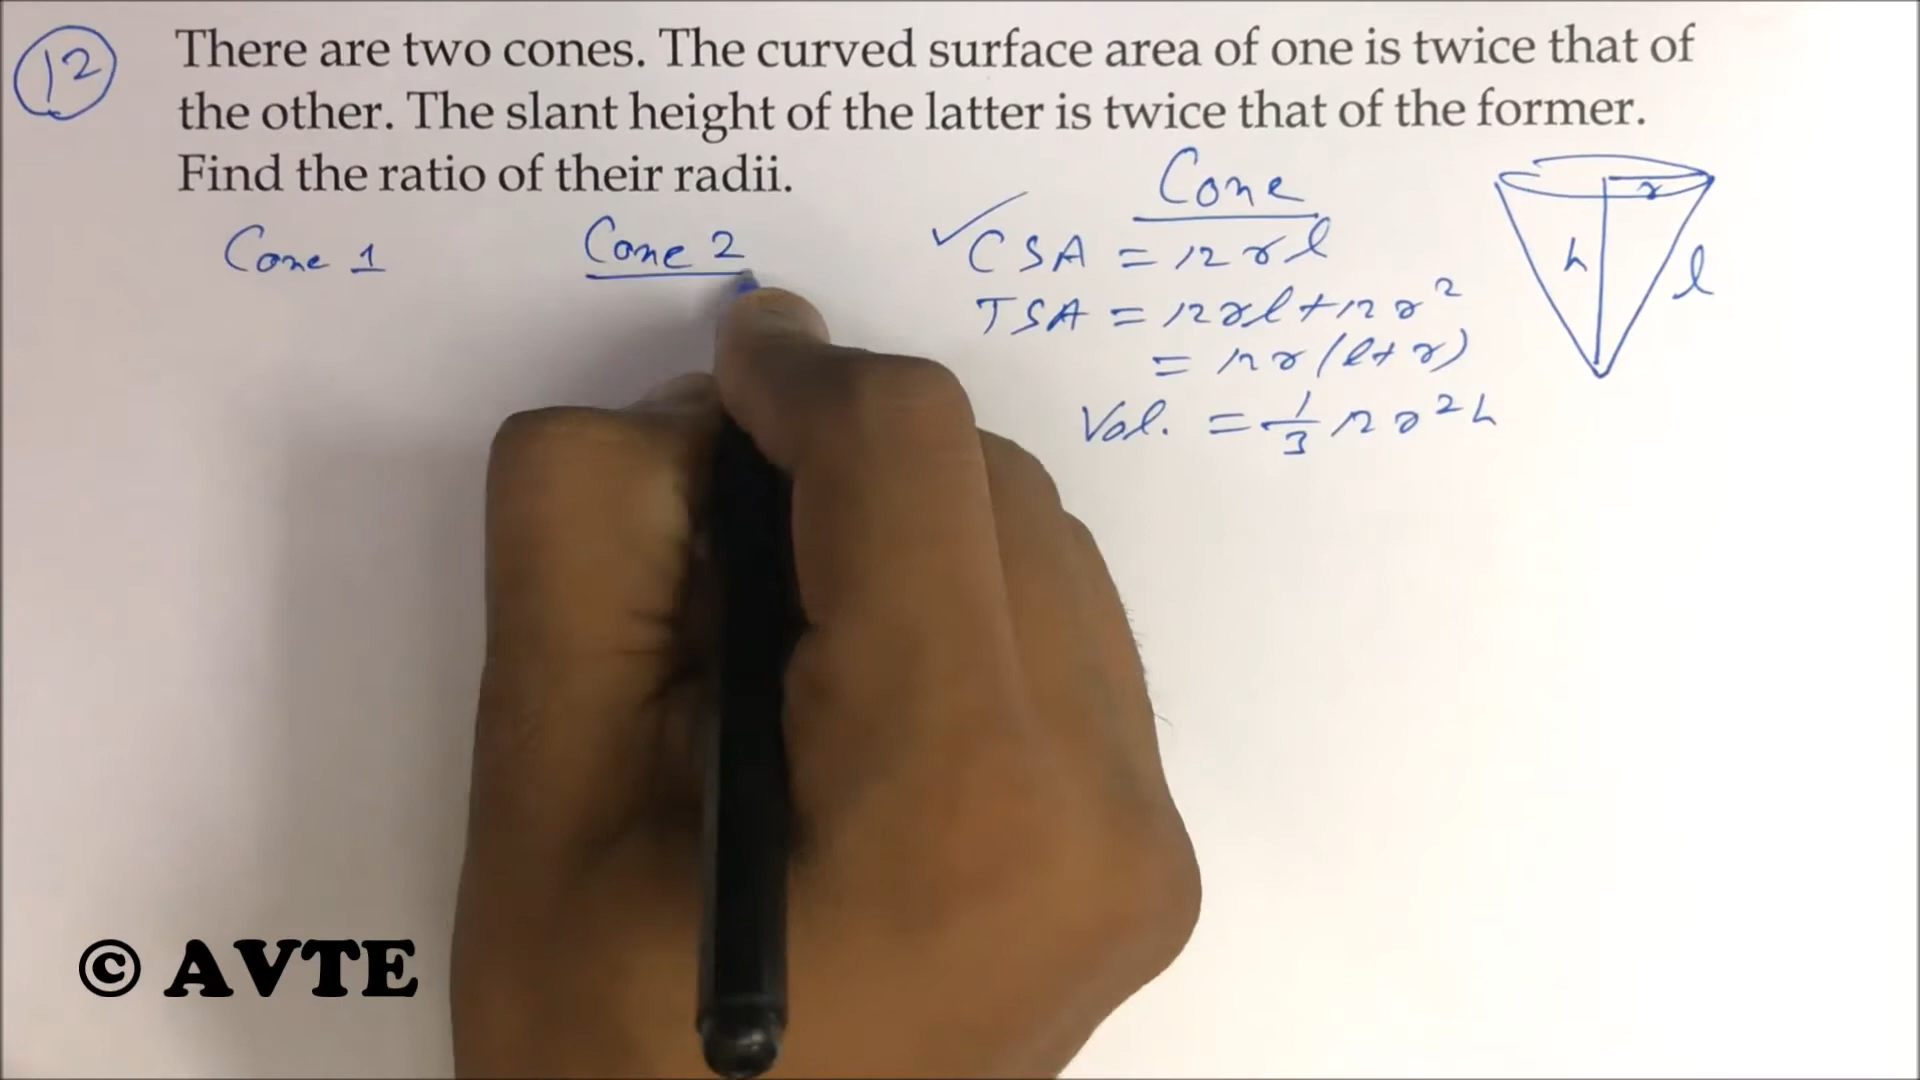 12
There are two cones. The curved surface area of one is twice that of
the other. The slant height of the latter is twice that of the former.
Find the ratio of their radii.
Cone
Cone 1
Cone 2
✓ CSA = πrl
TSA = πrl + πr²
= πr(l+r)
Vol. = 1/3 πr²h
r
h
l
© AVTE